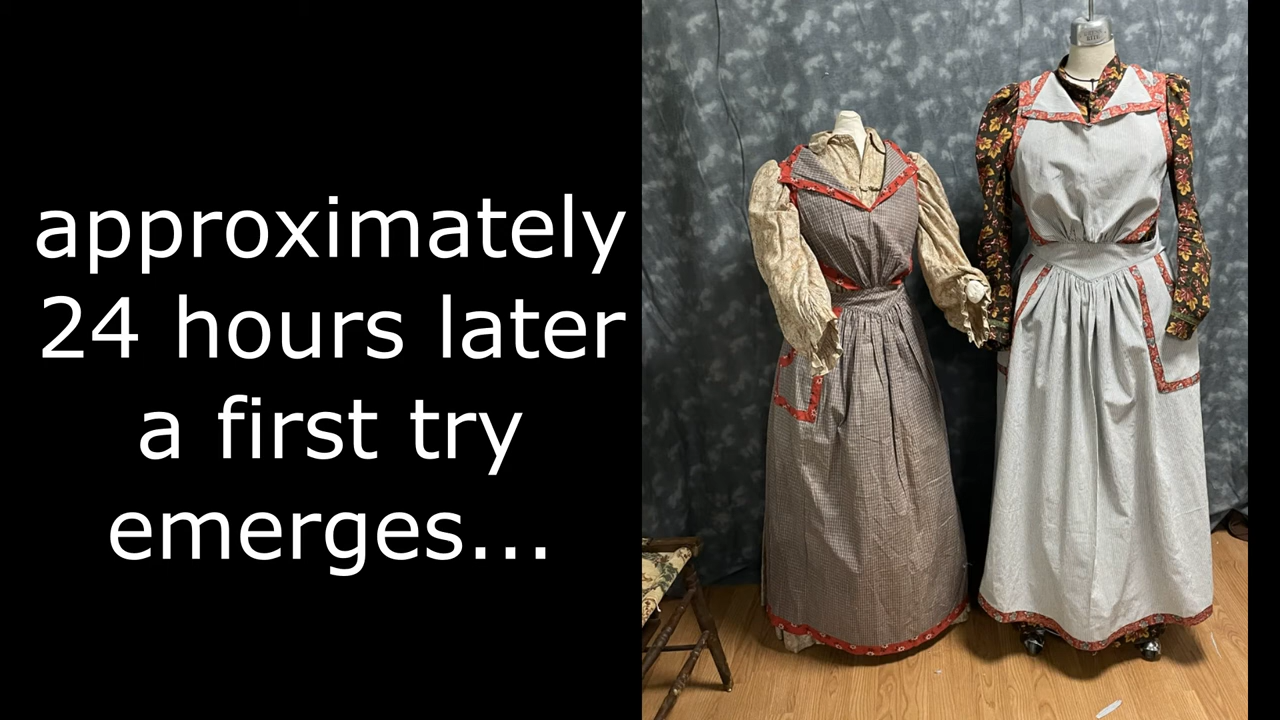 approximately
24 hours later
a first try
emerges...